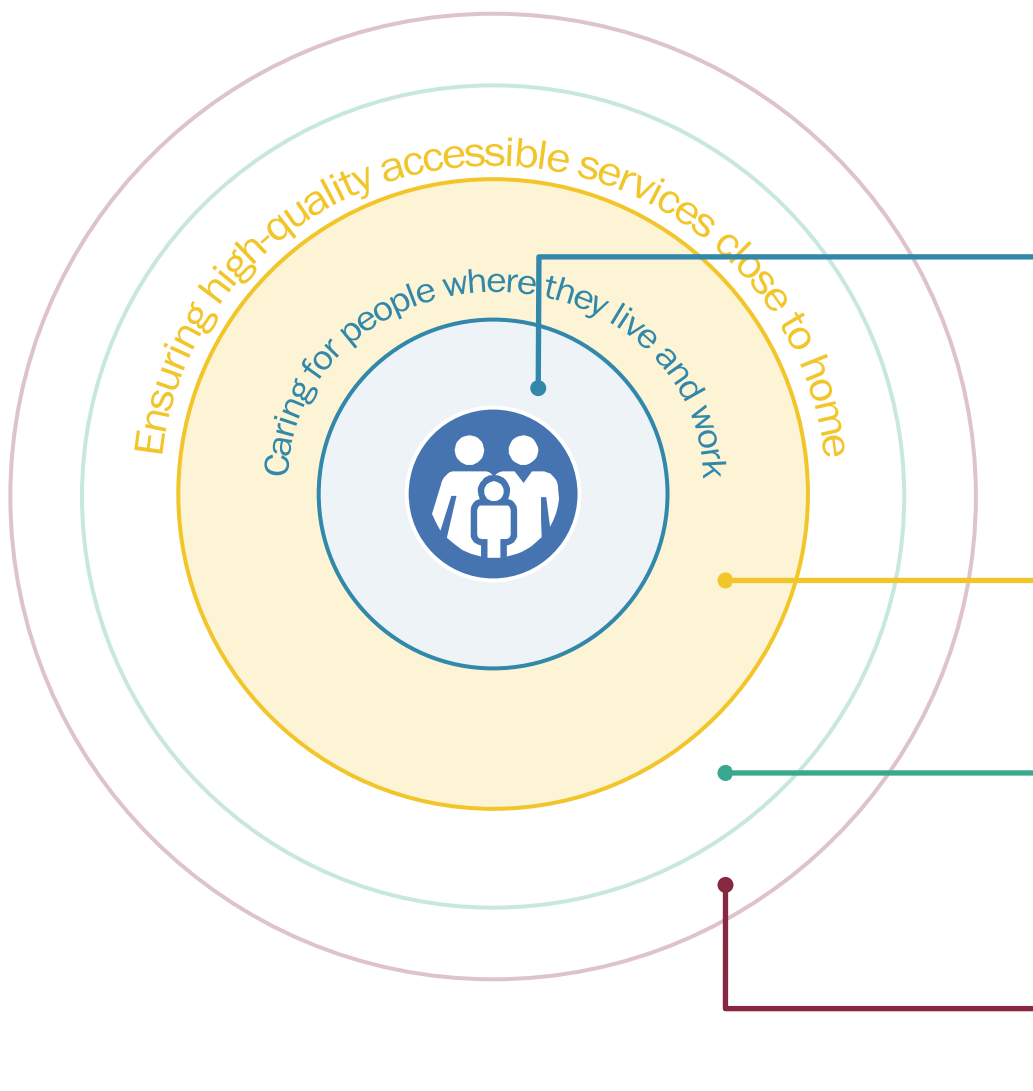 Ensuring high-quality accessible services close to home
Caring for people where they live and work